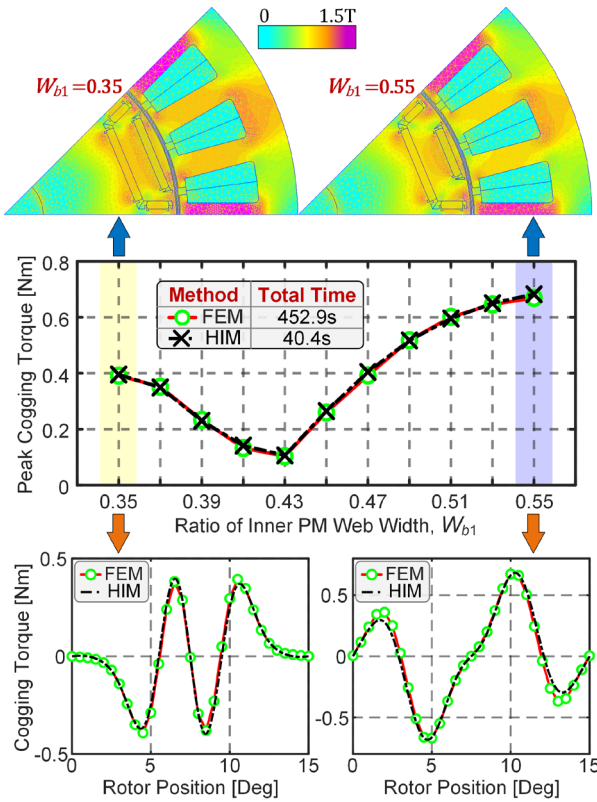 0 1.5T
W_b1 =0.35
W_b1 =0.55
Peak Cogging Torque [Nm]
0.8
0.6
0.4
0.2
0
Method Total Time
FEM 452.9s
HIM 40.4s
0.35 0.39 0.43 0.47 0.51 0.55
Ratio of Inner PM Web Width, W_b1
Cogging Torque [Nm]
0.5
0
-0.5
FEM
HIM
0 5 10 15
Rotor Position [Deg]
0.5
0
-0.5
FEM
HIM
0 5 10 15
Rotor Position [Deg]